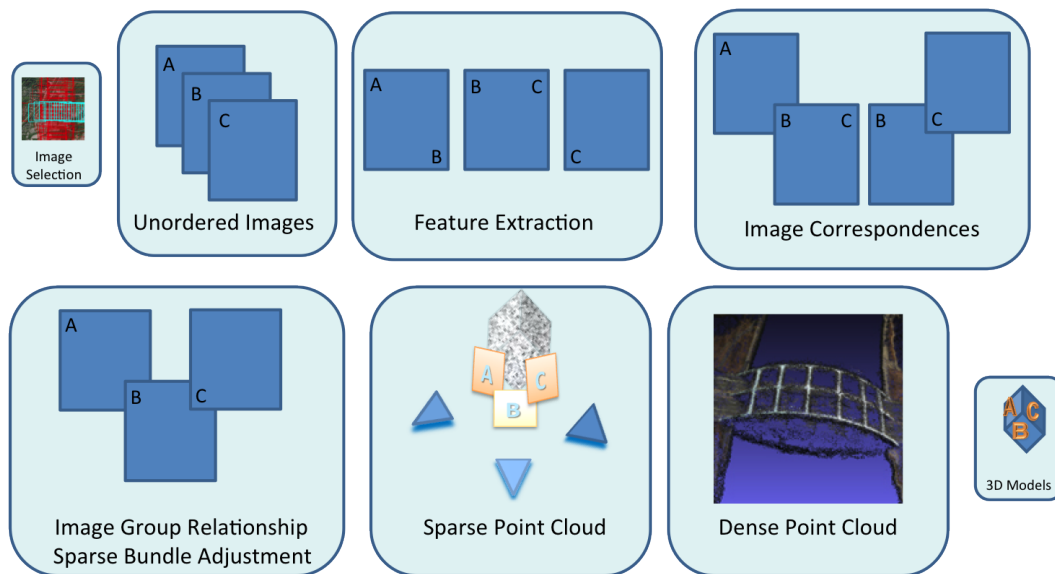 Image
Selection
A
B
C
Unordered Images
A
B
B C
C
Feature Extraction
A
B C
B
C
Image Correspondences
A
B
C
Image Group Relationship
Sparse Bundle Adjustment
A
C
B
Sparse Point Cloud
Dense Point Cloud
A C
B
3D Models